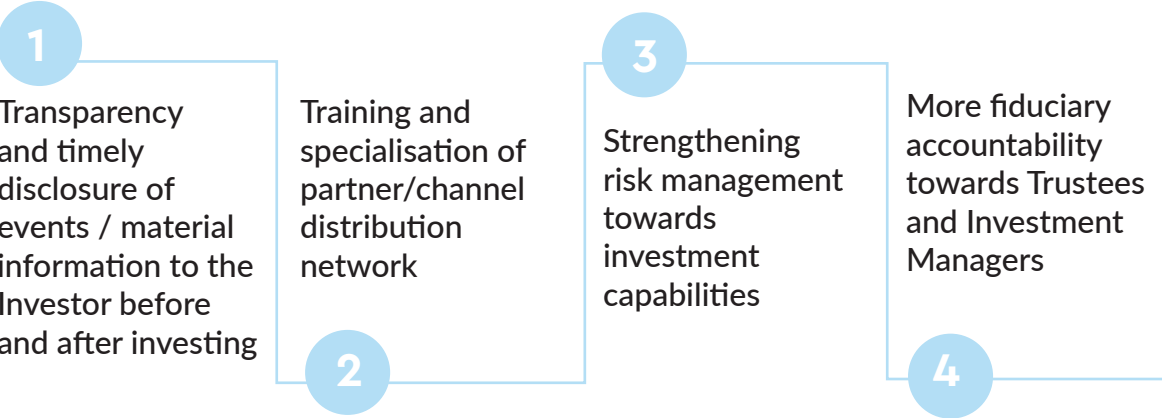 1
Transparency
and timely
disclosure of
events / material
information to the
Investor before
and after investing
Training and
specialisation of
partner/channel
distribution
network
2
3
Strengthening
risk management
towards
investment
capabilities
More fiduciary
accountability
towards Trustees
and Investment
Managers
4